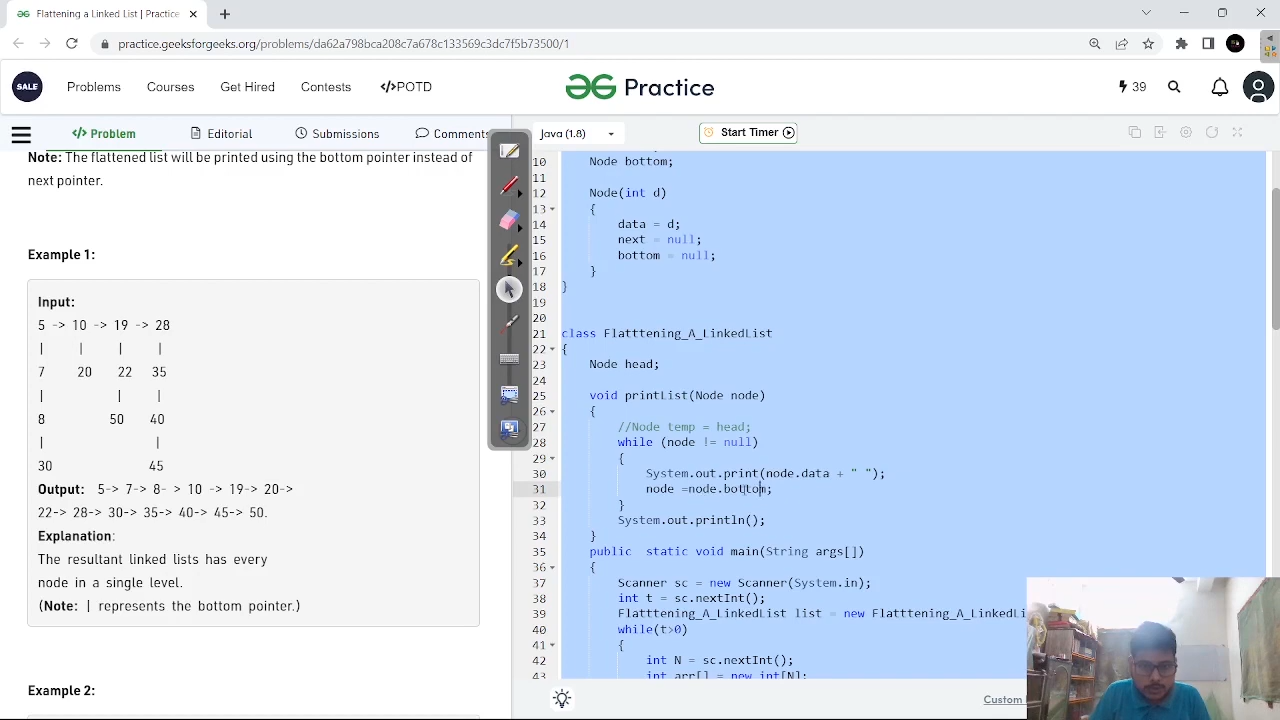 Flattening a Linked List | Practice
practice.geeksforgeeks.org/problems/da62a798bca208c7a678c133569c3dc7f5b73500/1
SALE
Problems
Courses
Get Hired
Contests
</>POTD
Practice
39
</> Problem
Editorial
Submissions
Comments
Java (1.8)
Start Timer
Note: The flattened list will be printed using the bottom pointer instead of
next pointer.
Example 1:
Input:
5 -> 10 -> 19 -> 28
| | | |
7 20 22 35
| | |
8 50 40
| |
30 45
Output: 5-> 7-> 8- > 10 -> 19-> 20->
22-> 28-> 30-> 35-> 40-> 45-> 50.
Explanation:
The resultant linked lists has every
node in a single level.
(Note: | represents the bottom pointer.)
Example 2:
10 Node bottom;
11
12 Node(int d)
13 {
14 data = d;
15 next = null;
16 bottom = null;
17 }
18 }
19
20
21 class Flatttening_A_LinkedList
22 {
23 Node head;
24
25 void printList(Node node)
26 {
27 //Node temp = head;
28 while (node != null)
29 {
30 System.out.print(node.data + " ");
31 node =node.bottom;
32 }
33 System.out.println();
34 }
35 public static void main(String args[])
36 {
37 Scanner sc = new Scanner(System.in);
38 int t = sc.nextInt();
39 Flatttening_A_LinkedList list = new Flatttening_A_LinkedLi
40 while(t>0)
41 {
42 int N = sc.nextInt();
43 int arr[] = new int[N];
Custom